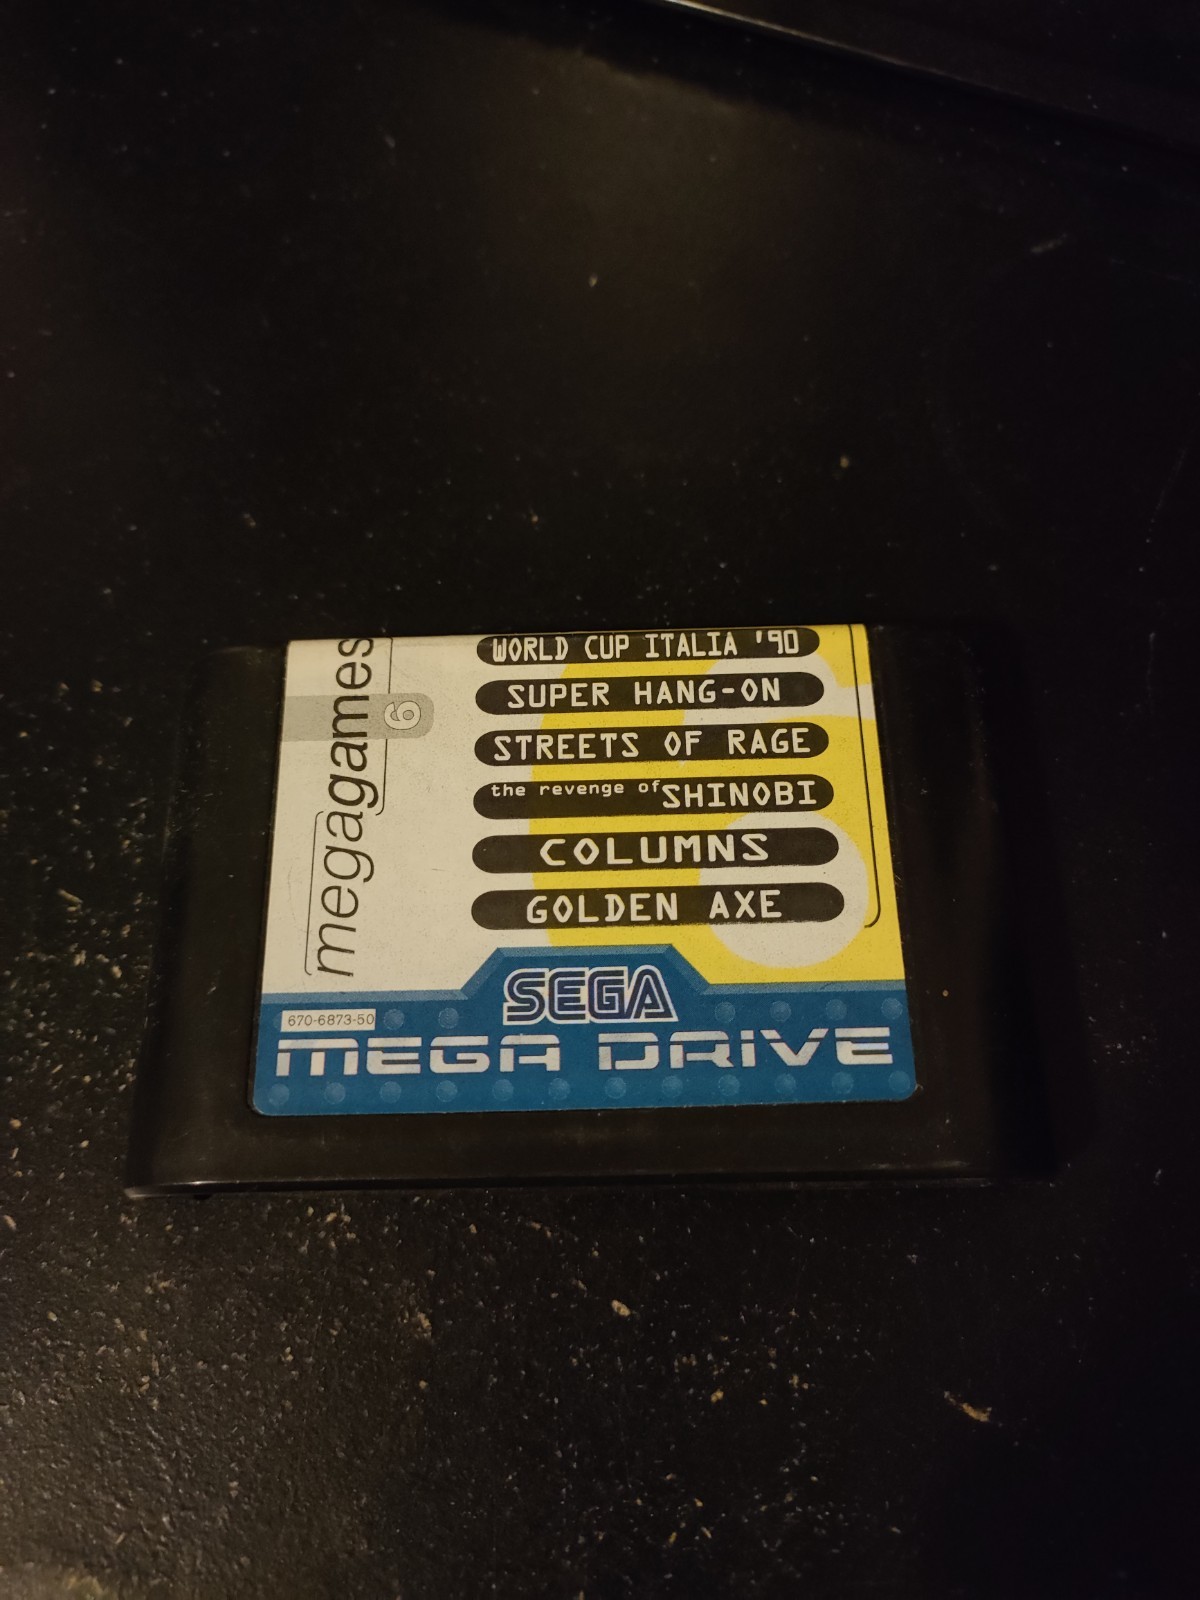 megagames
6
WORLD CUP ITALIA '90
SUPER HANG-ON
STREETS OF RAGE
the revenge of SHINOBI
COLUMNS
GOLDEN AXE
SEGA
670-6873-50
MEGA DRIVE